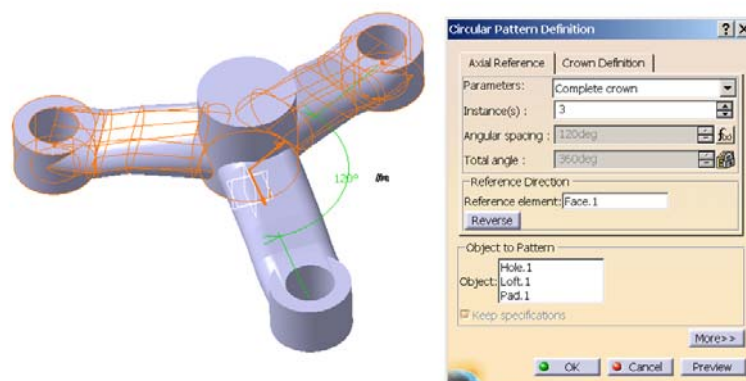 120°
Circular Pattern Definition
Axial Reference Crown Definition
Parameters: Complete crown
Instance(s) : 3
Angular spacing : 120deg
Total angle : 360deg
Reference Direction
Reference element: Face.1
Reverse
Object to Pattern
Hole.1
Object: Loft.1
Pad.1
Keep specifications
More>>
OK Cancel Preview